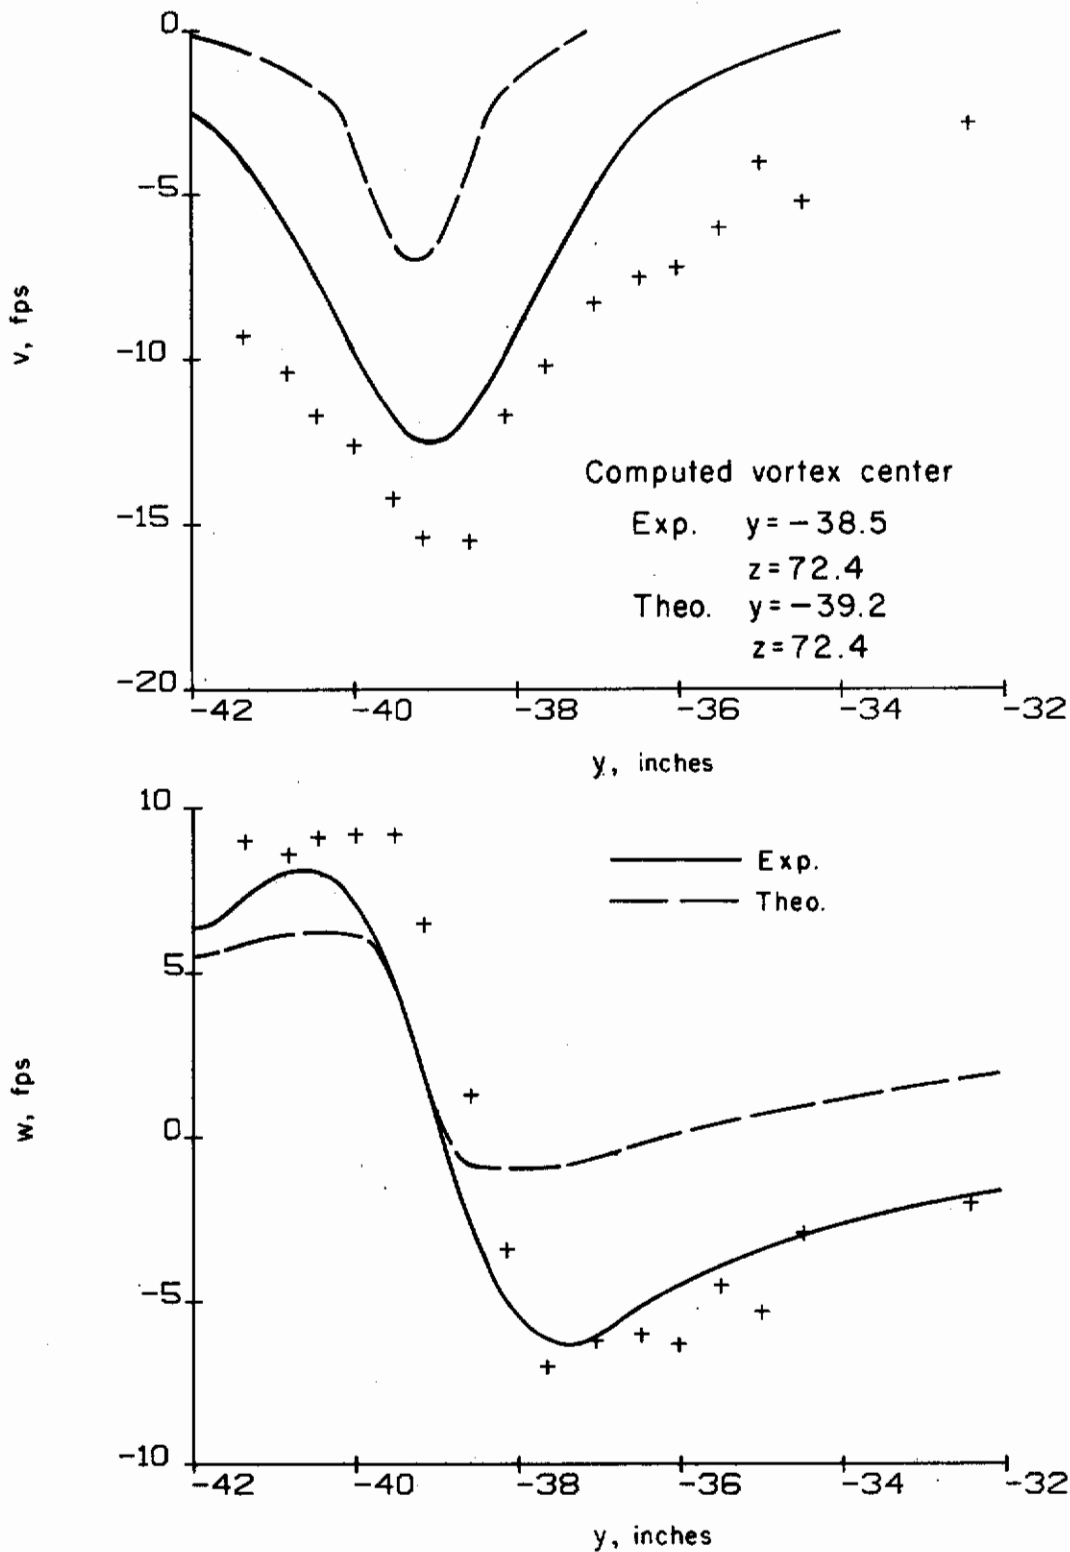 0
-5
-10
-15
-20
v, fps
Computed vortex center
Exp. y = -38.5
z = 72.4
Theo. y = -39.2
z = 72.4
-42 -40 -38 -36 -34 -32
y, inches
10
5
0
-5
-10
w, fps
Exp.
Theo.
-42 -40 -38 -36 -34 -32
y, inches